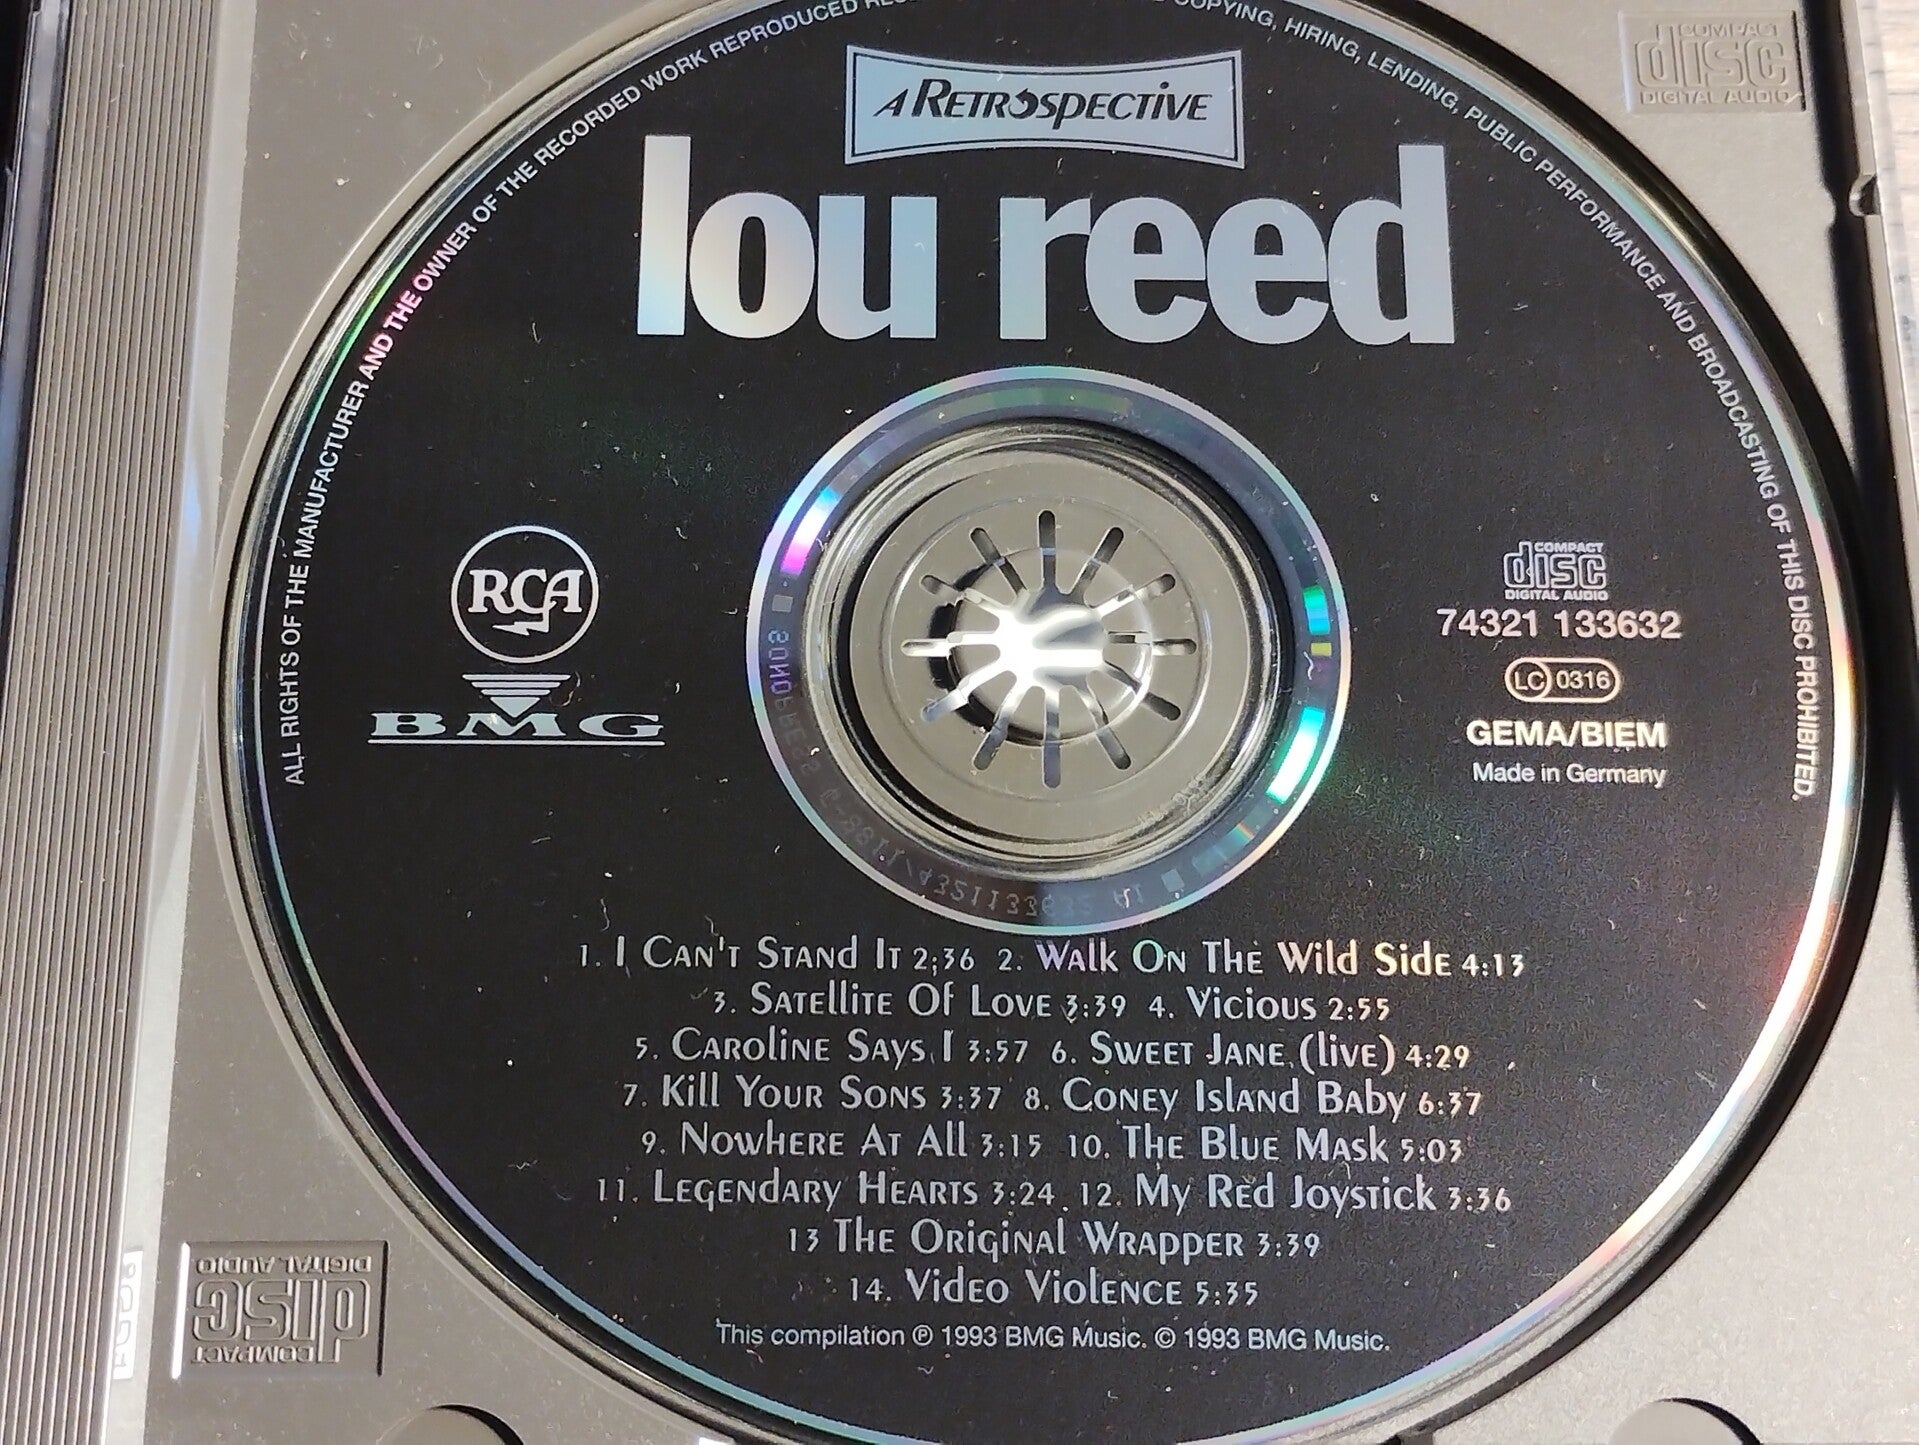 ALL RIGHTS OF THE MANUFACTURER AND THE OWNER OF THE RECORDED WORK REPRODUCED
COPYING, HIRING, LENDING, PUBLIC PERFORMANCE AND BROADCASTING OF THIS DISC PROHIBITED.
COMPACT
disc
DIGITAL AUDIO
A RETROSPECTIVE
lou reed
RCA
BMG
COMPACT
disc
DIGITAL AUDIO
74321 133632
LC 0316
GEMA/BIEM
Made in Germany
SONOPRESS
1. I CAN'T STAND IT 2;36 2. WALK ON THE WILD SIDE 4:13
3. SATELLITE OF LOVE 3:39 4. VICIOUS 2:55
5. CAROLINE SAYS I 3:57 6. SWEET JANE (LIVE) 4:29
7. KILL YOUR SONS 3:37 8. CONEY ISLAND BABY 6:37
9. NOWHERE AT ALL 3:15 10. THE BLUE MASK 5:03
11. LEGENDARY HEARTS 3:24 12. MY RED JOYSTICK 3:36
13 THE ORIGINAL WRAPPER 3:39
14. VIDEO VIOLENCE 5:35
This compilation ℗ 1993 BMG Music. © 1993 BMG Music.
COMPACT
disc
DIGITAL AUDIO